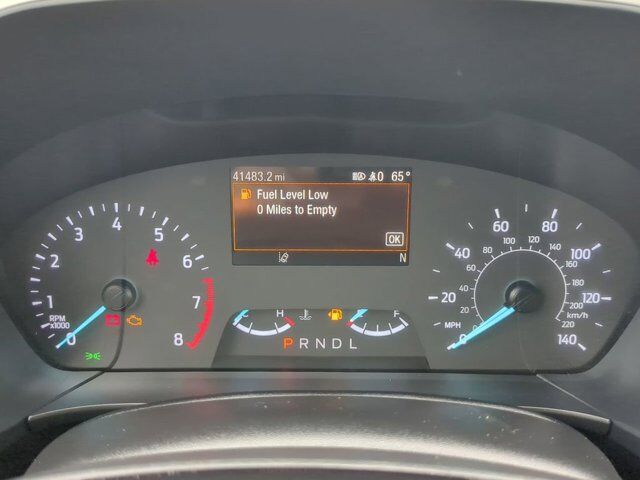 41483.2 mi 0 65°
Fuel Level Low
0 Miles to Empty
OK
N
0 1 2 3 4 5 6 7 8
RPM
x1000
C H E F
P R N D L
0 20 40 60 80 100 120 140
MPH
20 40 60 80 100 120 140 160 180 200 220
km/h